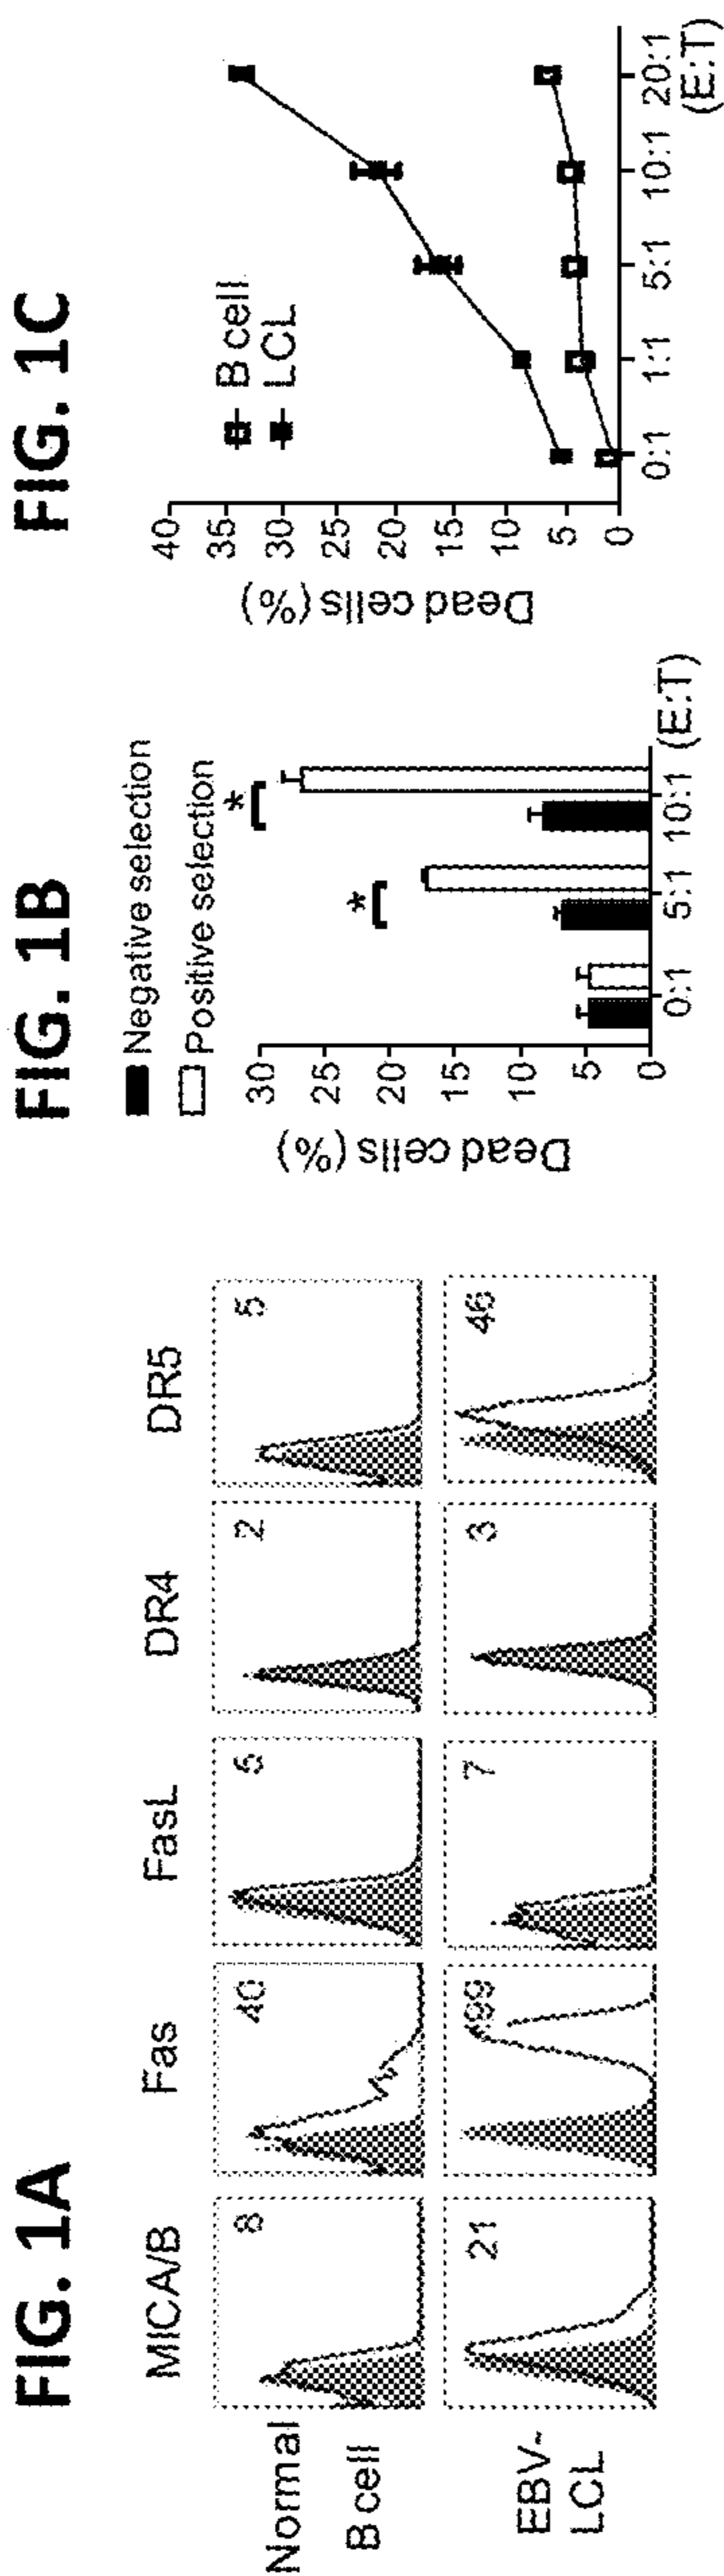 FIG. 1A
MICA/B
Fas
FasL
DR4
DR5
Normal
B cell
8
40
5
2
5
EBV-
LCL
21
99
7
3
46
FIG. 1B
Negative selection
Positive selection
Dead cells (%)
30
25
20
15
10
5
0
*
*
0:1
5:1
10:1
(E:T)
FIG. 1C
B cell
LCL
Dead cells (%)
40
35
30
25
20
15
10
5
0
0:1
1:1
5:1
10:1
20:1
(E:T)